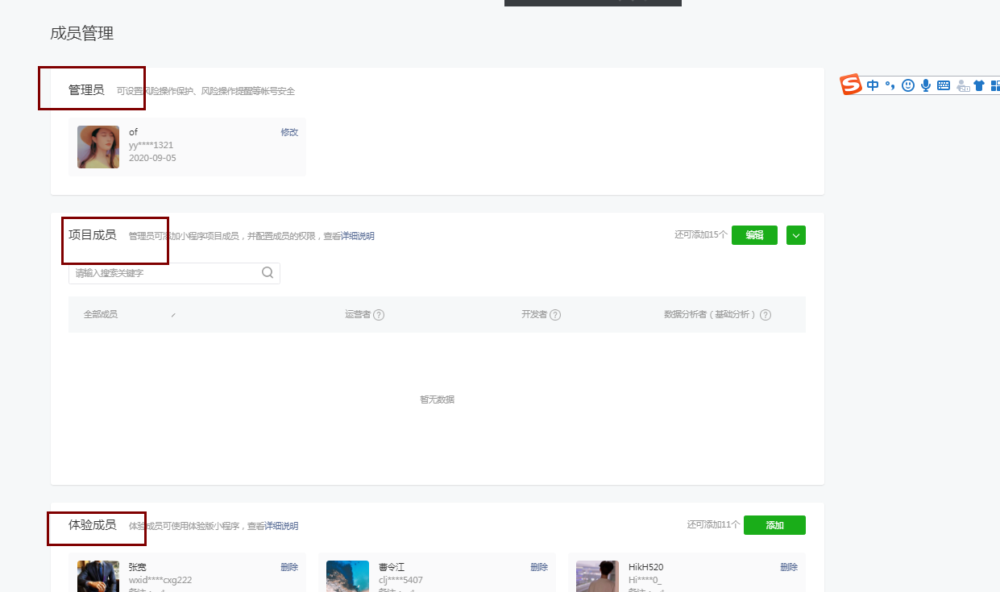 成员管理
管理员 可设置风险操作保护、风险操作提醒等帐号安全
of 修改
yy****1321
2020-09-05
中
项目成员 管理员可添加小程序项目成员，并配置成员的权限，查看详细说明 还可添加15个 编辑
请输入搜索关键字
全部成员 运营者 ? 开发者 ? 数据分析者（基础分析） ?
暂无数据
体验成员 体验成员可使用体验版小程序，查看详细说明 还可添加11个 添加
张宽 删除 曹令江 删除 HikH520 删除
wxid****cxg222 clj****5407 Hi****0_